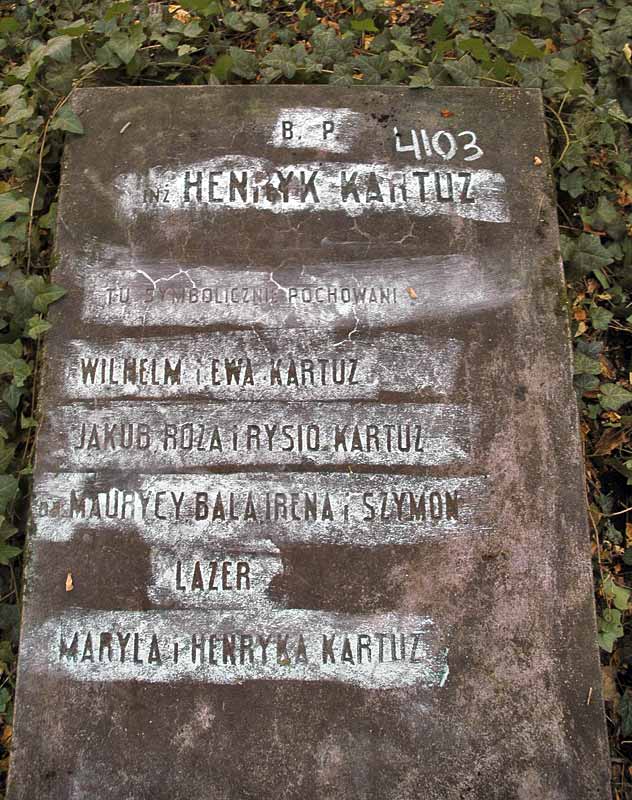 B. P.
4103
INŻ HENRYK KARTUZ
TU SYMBOLICZNIE POCHOWANI
WILHELM i EWA KARTUZ
JAKUB, RÓŻA i RYSIO KARTUZ
MAURYCY, BALA, IRENA i SZYMON
LAZER
MARYLA i HENRYKA KARTUZ